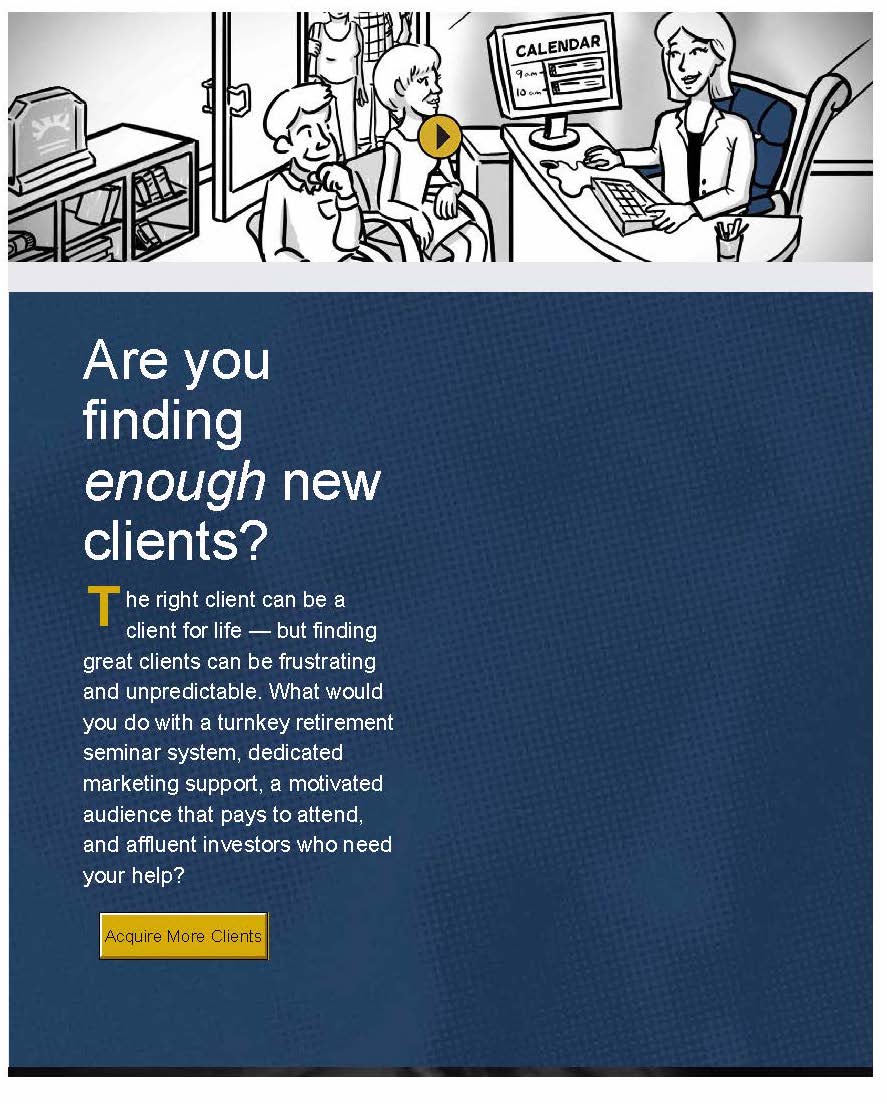 CALENDAR
9 am
10 am
Are you
finding
enough new
clients?
The right client can be a
client for life — but finding
great clients can be frustrating
and unpredictable. What would
you do with a turnkey retirement
seminar system, dedicated
marketing support, a motivated
audience that pays to attend,
and affluent investors who need
your help?
Acquire More Clients